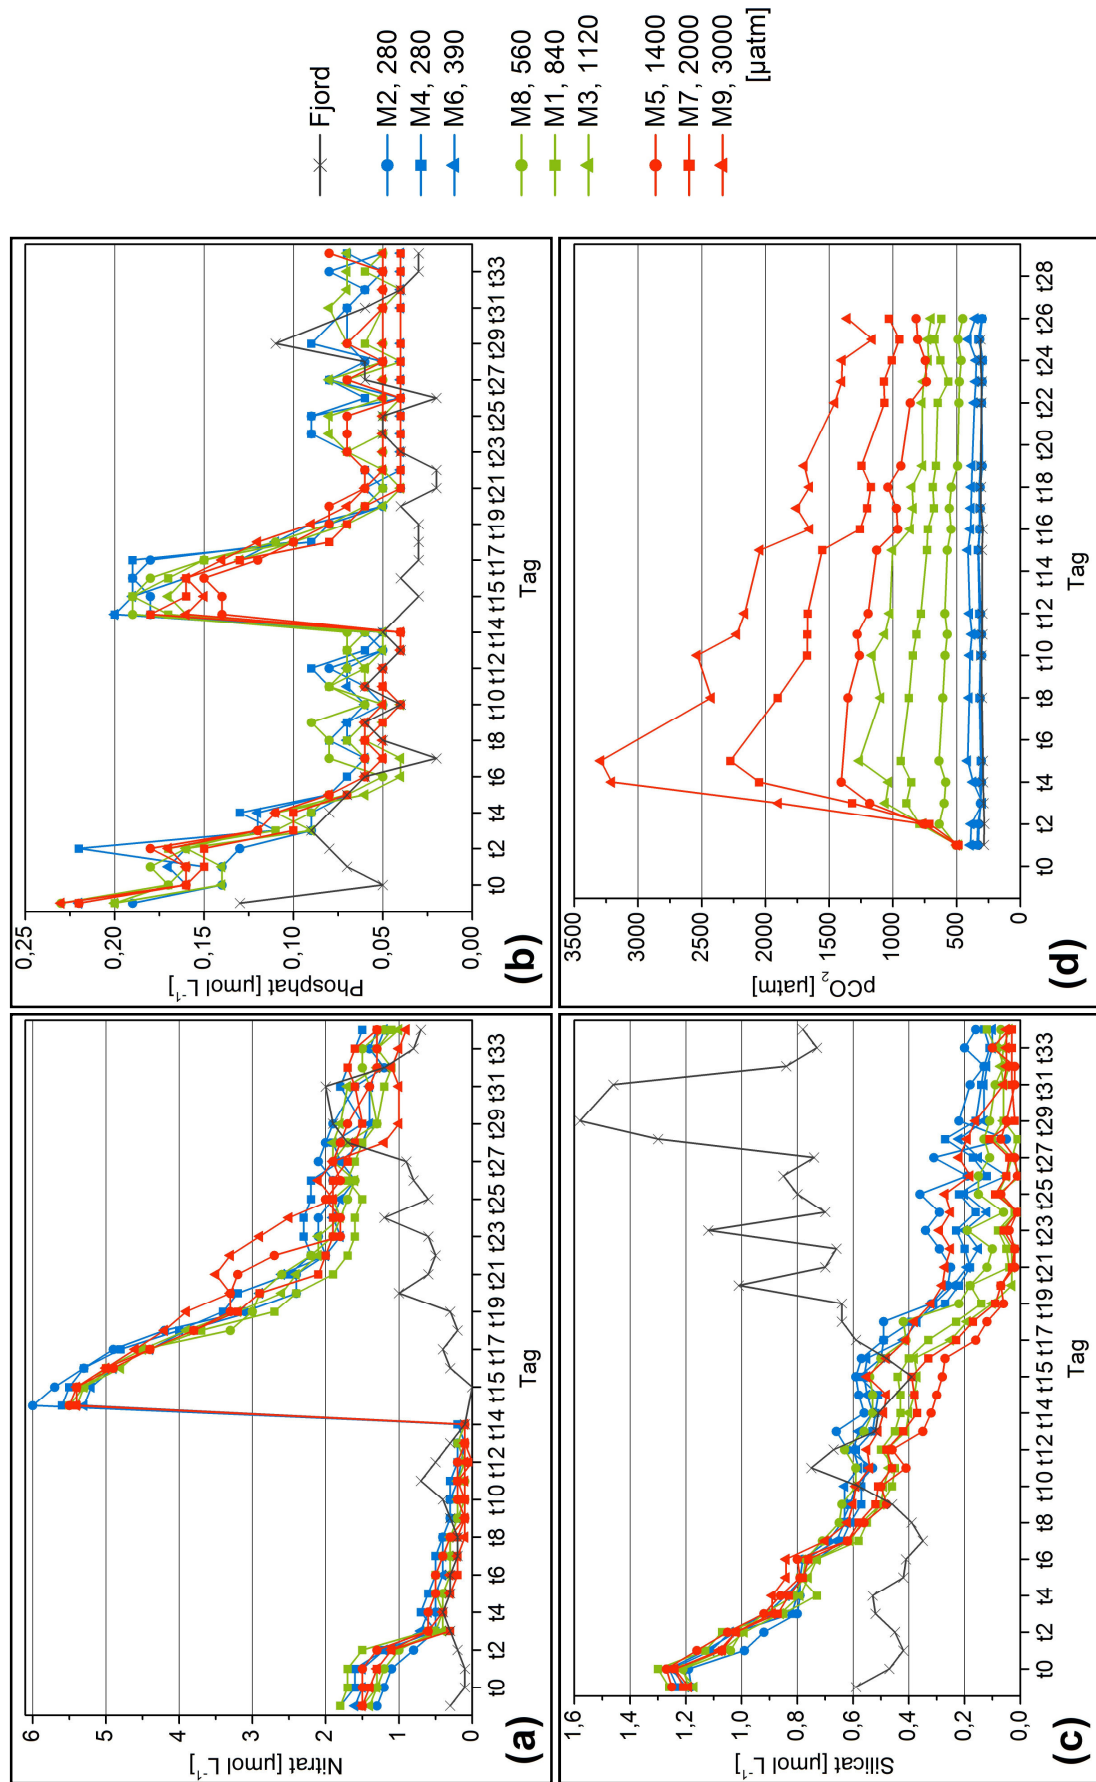 6
5
4
3
2
1
0
Nitrat [µmol L⁻¹]
(a)
t0 t2 t4 t6 t8 t10 t12 t14 t15 t17 t19 t21 t23 t25 t27 t29 t31 t33
Tag
0,25
0,20
0,15
0,10
0,05
0,00
Phosphat [µmol L⁻¹]
(b)
t0 t2 t4 t6 t8 t10 t12 t14 t15 t17 t19 t21 t23 t25 t27 t29 t31 t33
Tag
1,6
1,4
1,2
1,0
0,8
0,6
0,4
0,2
0,0
Silicat [µmol L⁻¹]
(c)
t0 t2 t4 t6 t8 t10 t12 t14 t15 t17 t19 t21 t23 t25 t27 t29 t31 t33
Tag
3500
3000
2500
2000
1500
1000
500
0
pCO₂ [µatm]
(d)
t0 t2 t4 t6 t8 t10 t12 t14 t16 t18 t20 t22 t24 t26 t28
Tag
Fjord
M2, 280
M4, 280
M6, 390
M8, 560
M1, 840
M3, 1120
M5, 1400
M7, 2000
M9, 3000
[µatm]